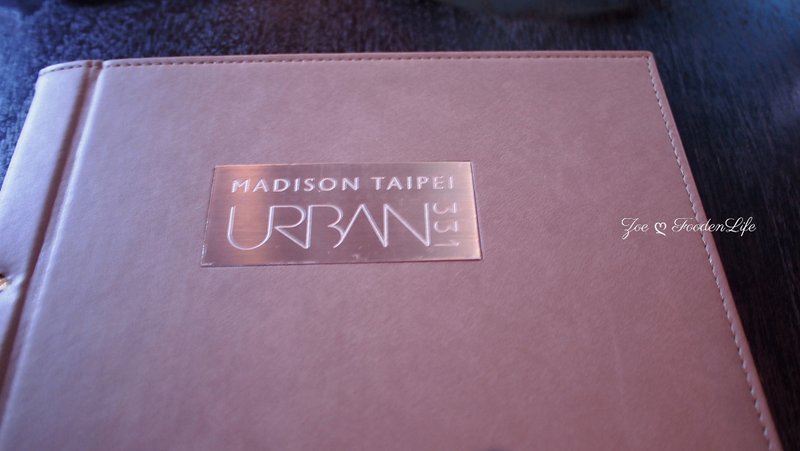 MADISON TAIPEI
URBAN 331
Zoe ღ FoodenLife